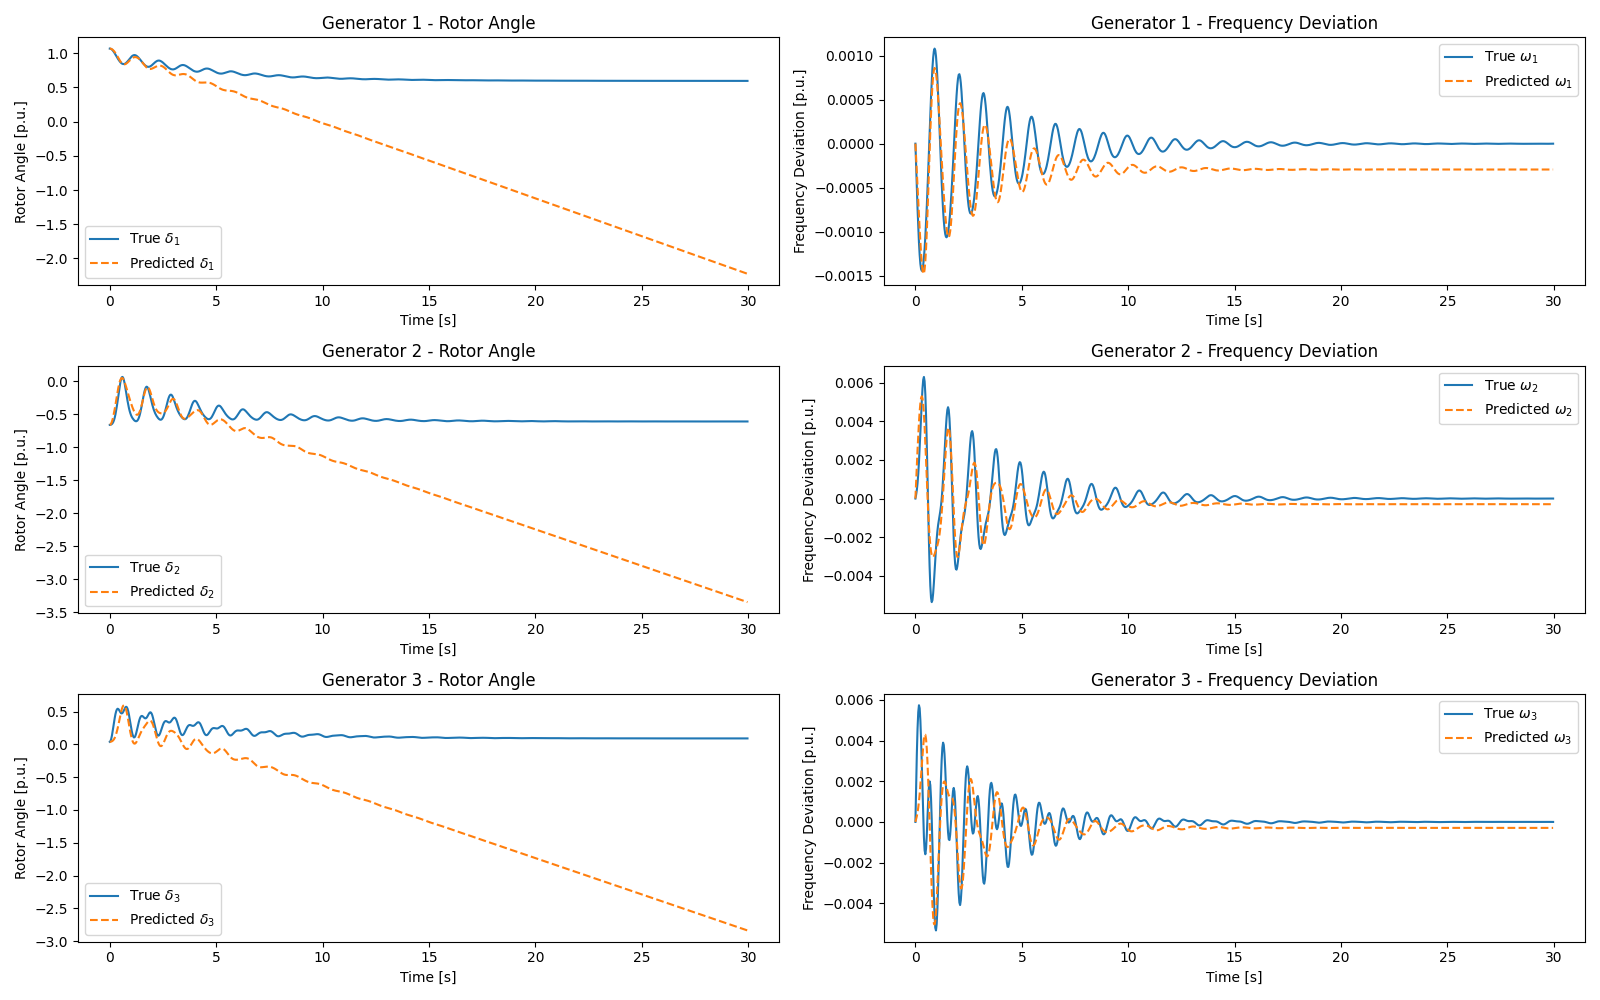 Generator 1 - Rotor Angle
Rotor Angle [p.u.]
1.0
0.5
0.0
−0.5
−1.0
−1.5
−2.0
True δ1
Predicted δ1
0 5 10 15 20 25 30
Time [s]
Generator 1 - Frequency Deviation
Frequency Deviation [p.u.]
0.0010
0.0005
0.0000
−0.0005
−0.0010
−0.0015
True ω1
Predicted ω1
0 5 10 15 20 25 30
Time [s]
Generator 2 - Rotor Angle
Rotor Angle [p.u.]
0.0
−0.5
−1.0
−1.5
−2.0
−2.5
−3.0
−3.5
True δ2
Predicted δ2
0 5 10 15 20 25 30
Time [s]
Generator 2 - Frequency Deviation
Frequency Deviation [p.u.]
0.006
0.004
0.002
0.000
−0.002
−0.004
True ω2
Predicted ω2
0 5 10 15 20 25 30
Time [s]
Generator 3 - Rotor Angle
Rotor Angle [p.u.]
0.5
0.0
−0.5
−1.0
−1.5
−2.0
−2.5
−3.0
True δ3
Predicted δ3
0 5 10 15 20 25 30
Time [s]
Generator 3 - Frequency Deviation
Frequency Deviation [p.u.]
0.006
0.004
0.002
0.000
−0.002
−0.004
True ω3
Predicted ω3
0 5 10 15 20 25 30
Time [s]